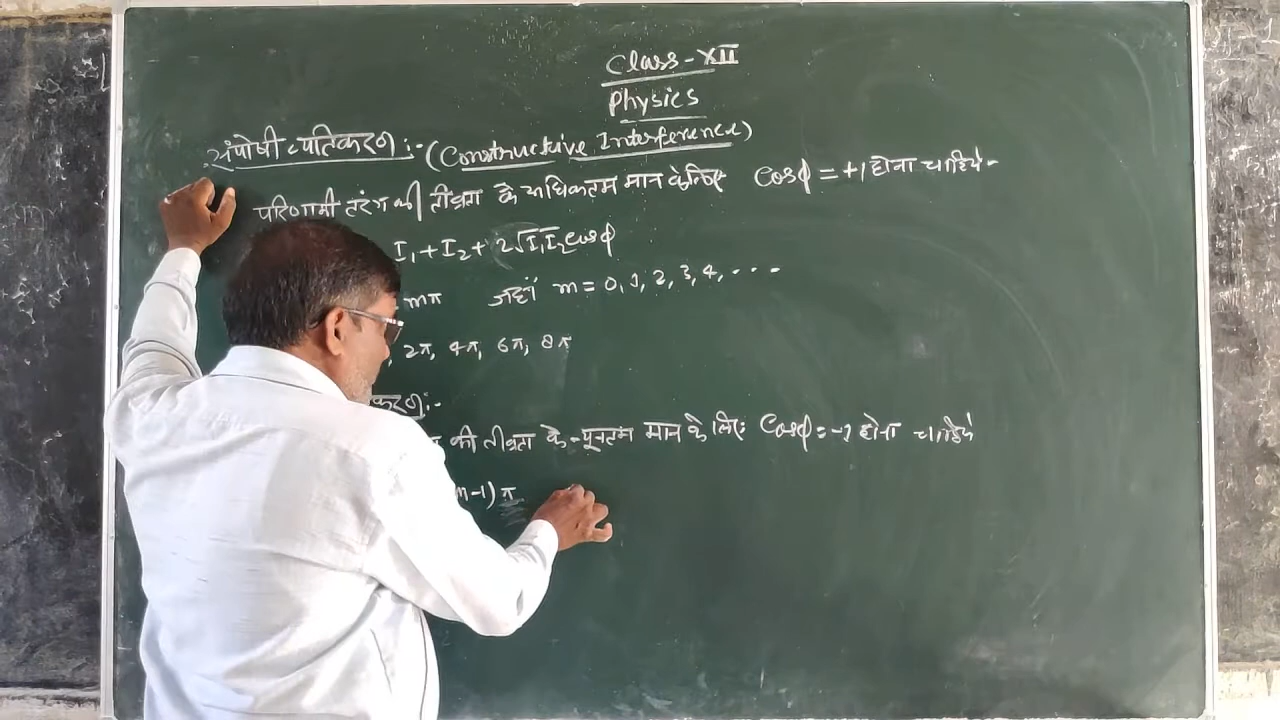 Class-XII
Physics
संपोषी व्यतिकरण:- (Constructive Interference)
परिणामी तरंग की तीव्रता के अधिकतम मान के लिए cosϕ = +1 होना चाहिये-
I₁ + I₂ + 2√I₁I₂ cosϕ
mπ जहाँ m = 0, 1, 2, 3, 4, ...
, 2π, 4π, 6π, 8π
करण:-
की तीव्रता के न्यूनतम मान के लिए cosϕ = -1 होना चाहिये
m-1) π